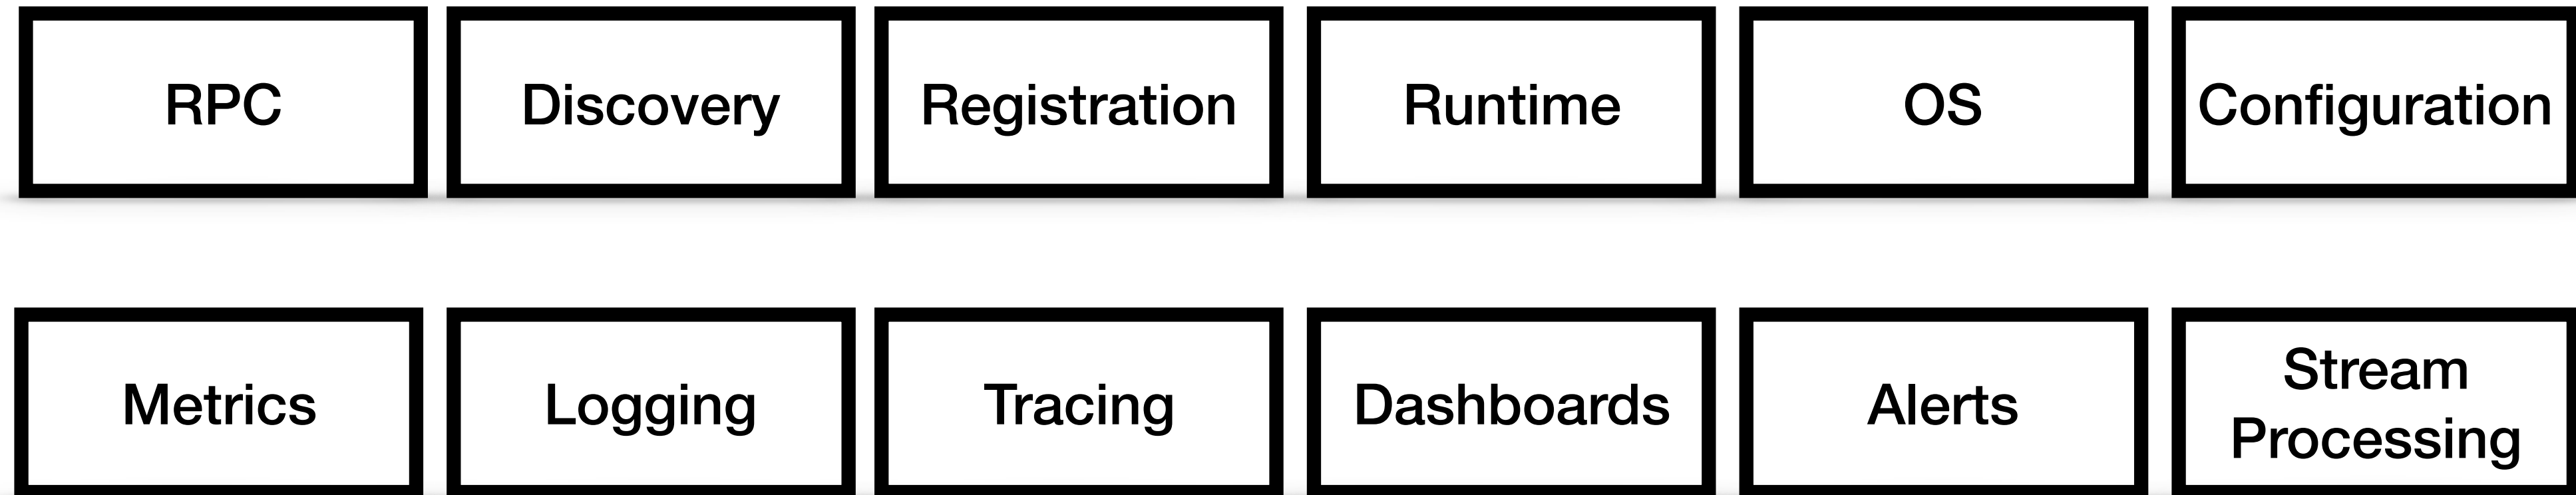 RPC
Discovery
Registration
Runtime
OS
Configuration
Metrics
Logging
Tracing
Dashboards
Alerts
Stream
Processing